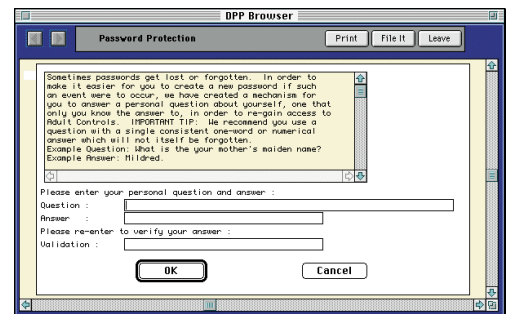 DPP Browser
Password Protection
Print
File It
Leave
Sometimes passwords get lost or forgotten. In order to
make it easier for you to create a new password if such
an event were to occur, we have created a mechanism for
you to answer a personal question about yourself, one that
only you know the answer to, in order to re-gain access to
Adult Controls. IMPORTANT TIP: We recommend you use a
question with a single consistent one-word or numerical
answer which will not itself be forgotten.
Example Question: What is the your mother's maiden name?
Example Answer: Mildred.
Please enter your personal question and answer :
Question :
Answer :
Please re-enter to verify your answer :
Validation :
OK
Cancel